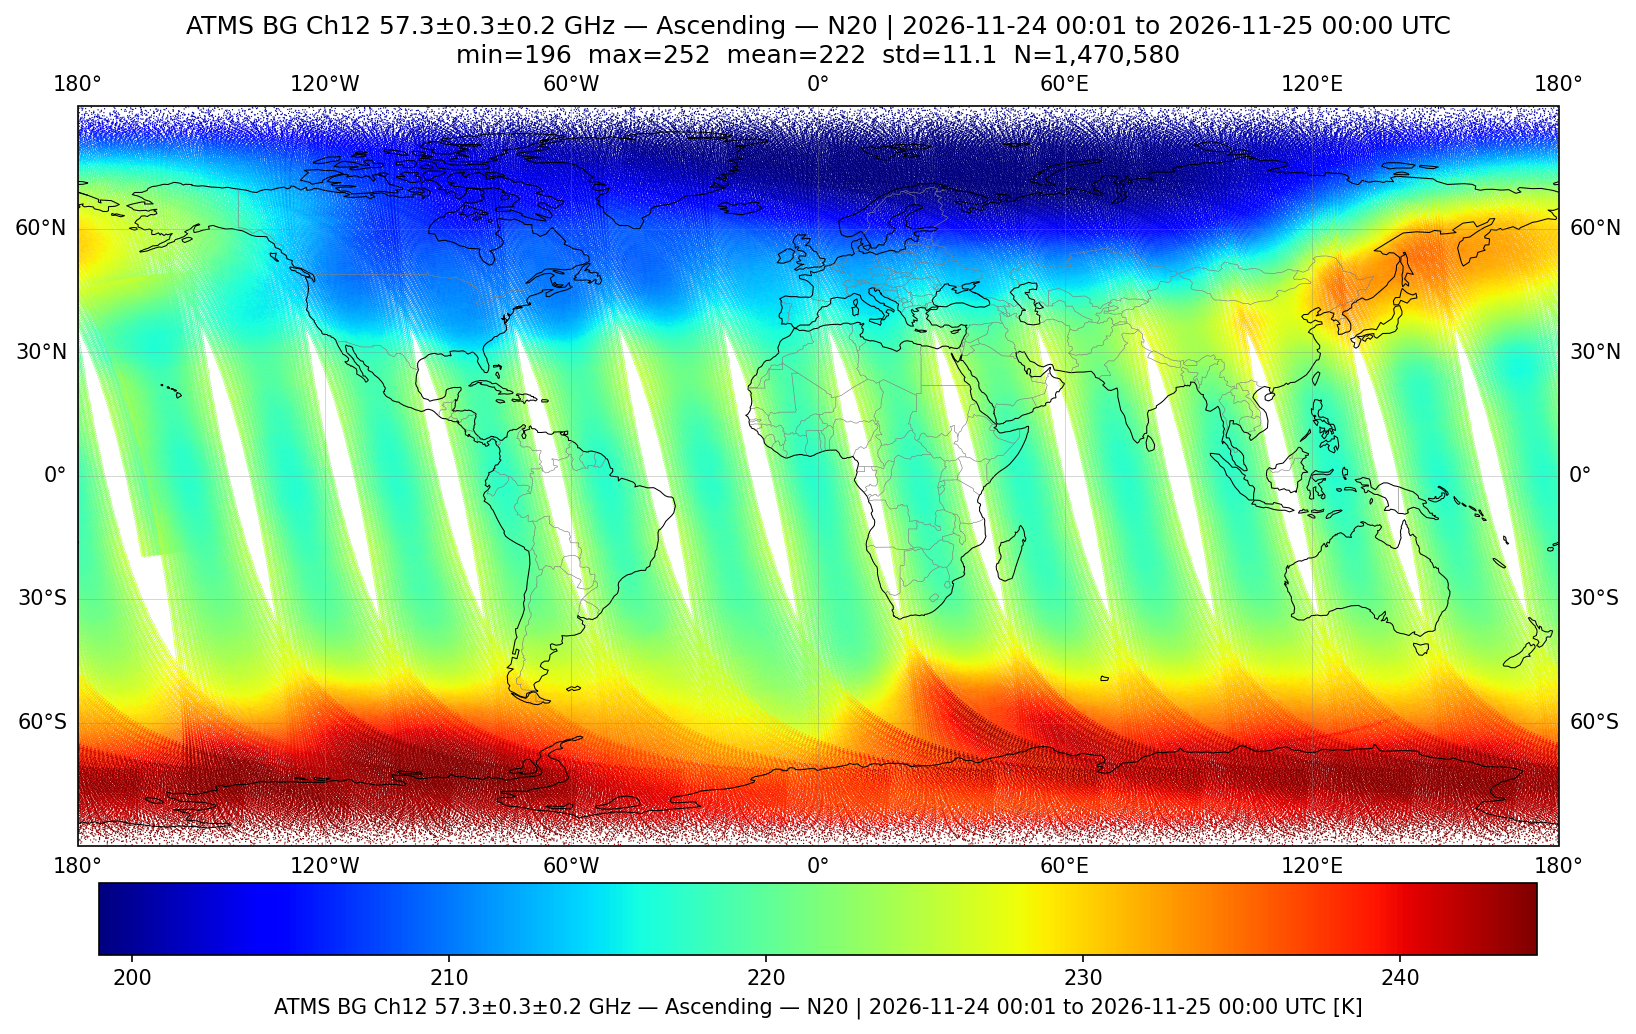 ATMS BG Ch12 57.3±0.3±0.2 GHz — Ascending — N20 | 2026-11-24 00:01 to 2026-11-25 00:00 UTC
min=196 max=252 mean=222 std=11.1 N=1,470,580
180° 120°W 60°W 0° 60°E 120°E 180°
60°N 60°N
30°N 30°N
0° 0°
30°S 30°S
60°S 60°S
180° 120°W 60°W 0° 60°E 120°E 180°
200 210 220 230 240
ATMS BG Ch12 57.3±0.3±0.2 GHz — Ascending — N20 | 2026-11-24 00:01 to 2026-11-25 00:00 UTC [K]